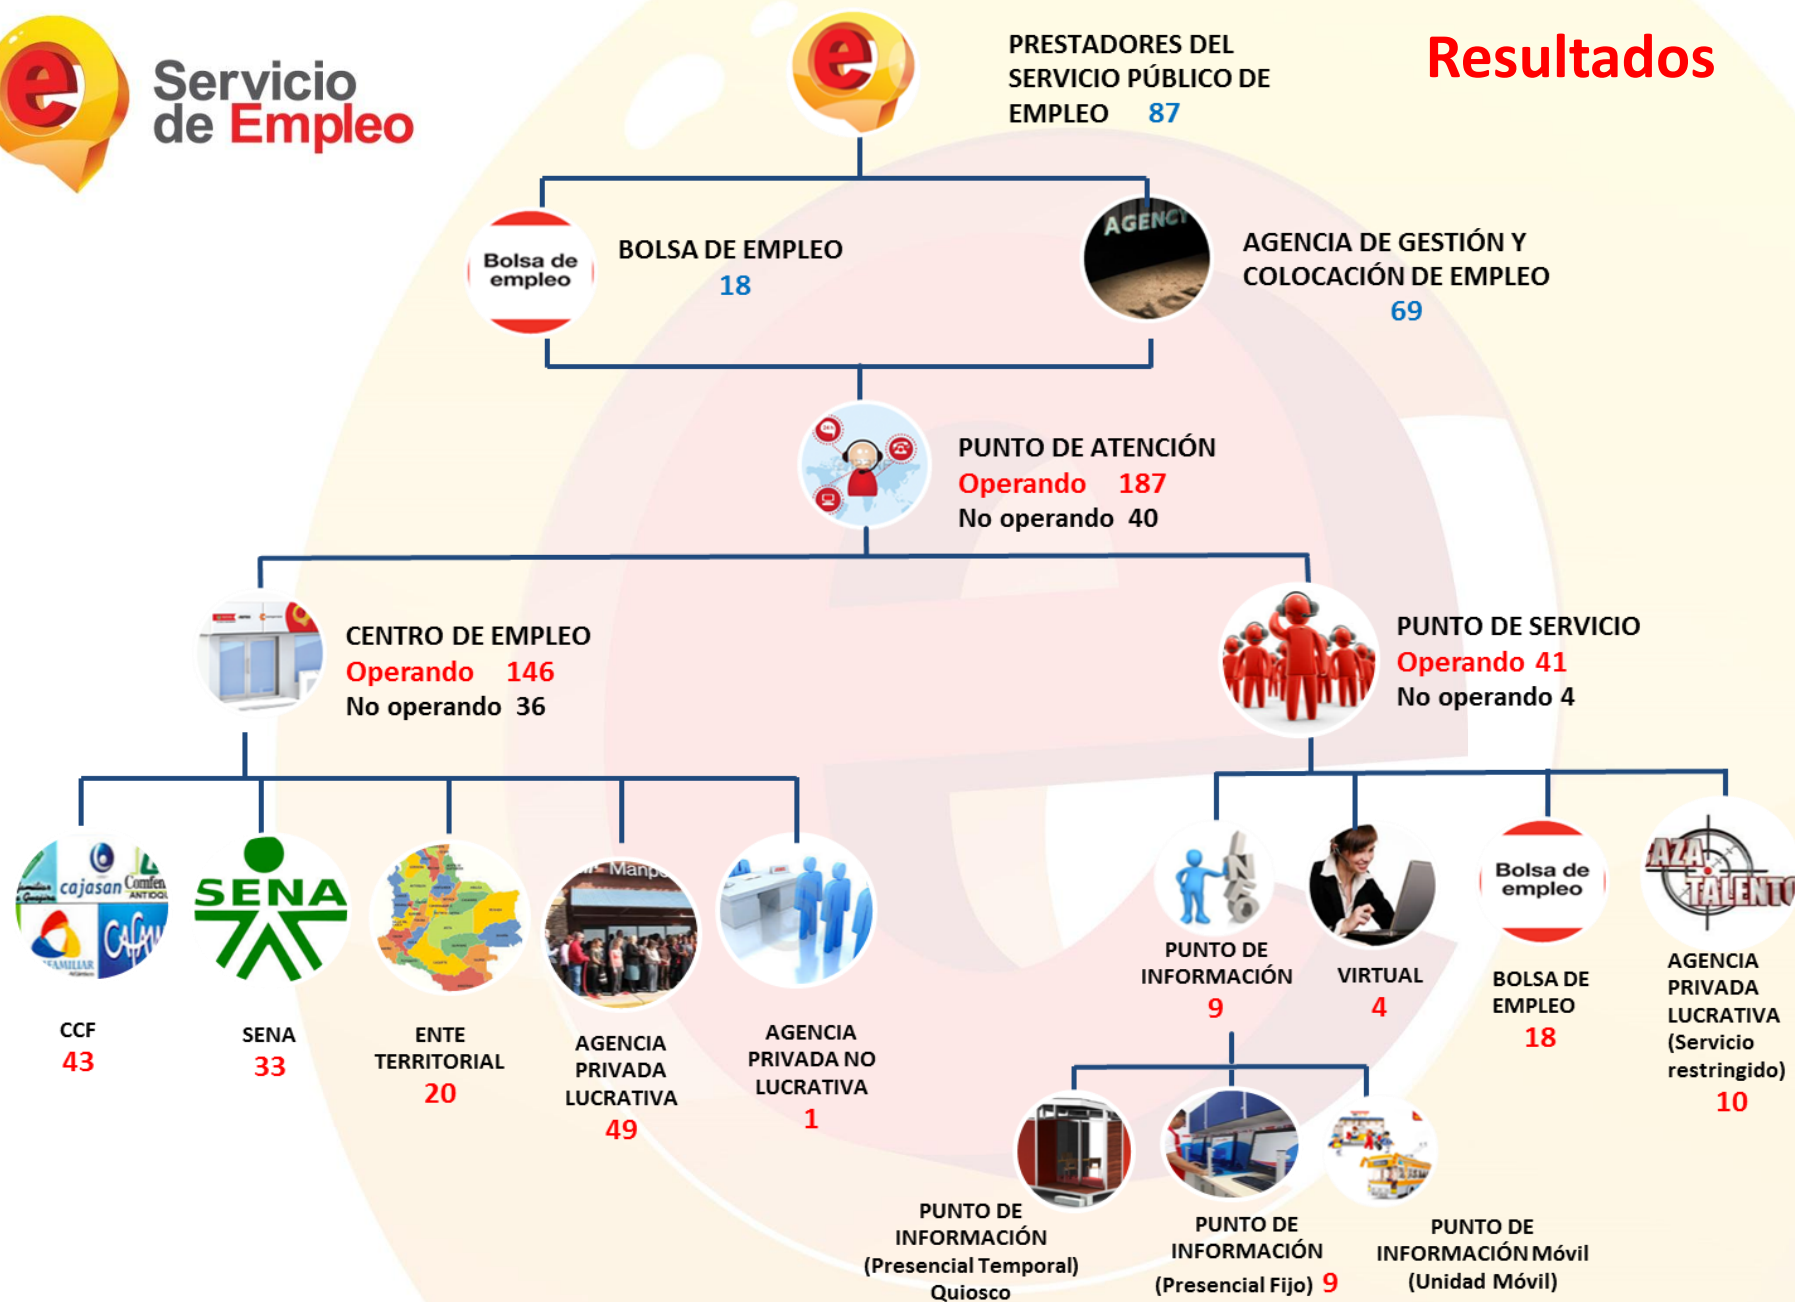 Servicio
de Empleo
PRESTADORES DEL
SERVICIO PÚBLICO DE
EMPLEO 87
Resultados
Bolsa de
empleo
BOLSA DE EMPLEO
18
AGENCY
AGENCIA DE GESTIÓN Y
COLOCACIÓN DE EMPLEO
69
PUNTO DE ATENCIÓN
Operando 187
No operando 40
CENTRO DE EMPLEO
Operando 146
No operando 36
PUNTO DE SERVICIO
Operando 41
No operando 4
cajasan
ANTIOQU
SENA
Manpo
INFO
Bolsa de
empleo
AZA
TALENTO
CCF
43
SENA
33
ENTE
TERRITORIAL
20
AGENCIA
PRIVADA
LUCRATIVA
49
AGENCIA
PRIVADA NO
LUCRATIVA
1
PUNTO DE
INFORMACIÓN
9
VIRTUAL
4
BOLSA DE
EMPLEO
18
AGENCIA
PRIVADA
LUCRATIVA
(Servicio
restringido)
10
PUNTO DE
INFORMACIÓN
(Presencial Temporal)
Quiosco
PUNTO DE
INFORMACIÓN
(Presencial Fijo) 9
PUNTO DE
INFORMACIÓN Móvil
(Unidad Móvil)